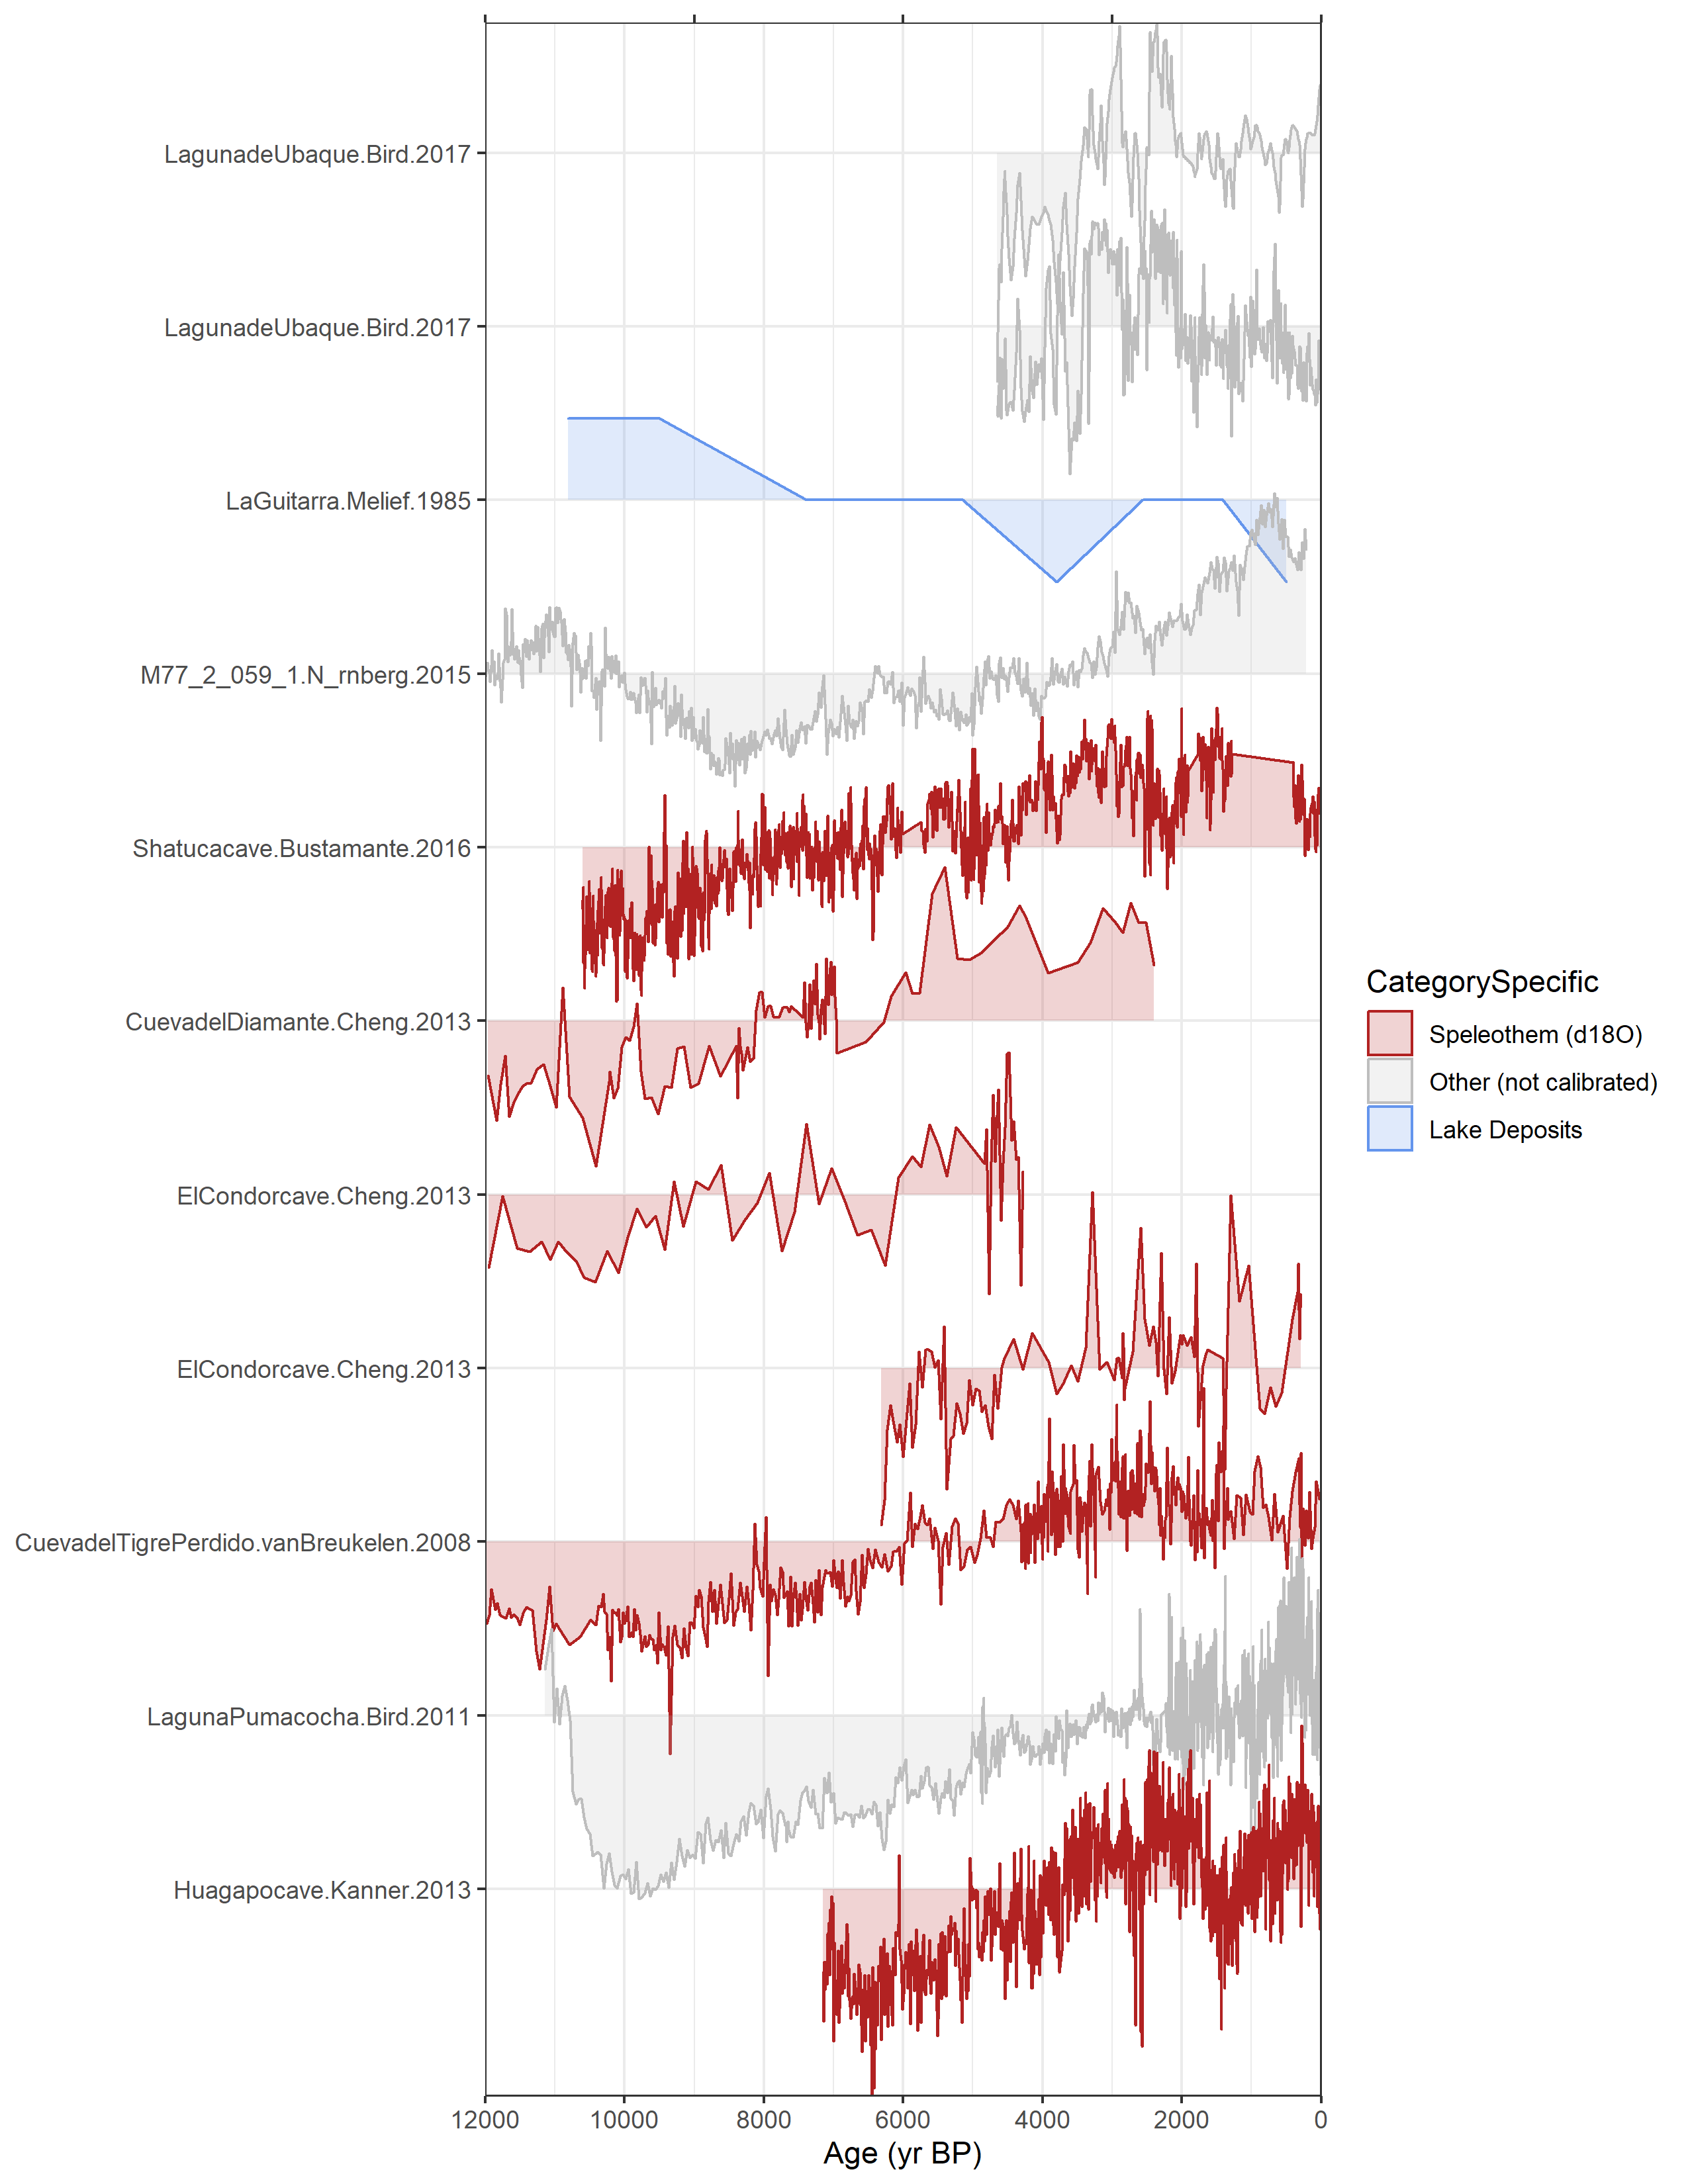 LagunadeUbaque.Bird.2017
LagunadeUbaque.Bird.2017
LaGuitarra.Melief.1985
M77_2_059_1.N_rnberg.2015
Shatucacave.Bustamante.2016
CuevadelDiamante.Cheng.2013
ElCondorcave.Cheng.2013
ElCondorcave.Cheng.2013
CuevadelTigrePerdido.vanBreukelen.2008
LagunaPumacocha.Bird.2011
Huagapocave.Kanner.2013
12000 10000 8000 6000 4000 2000 0
Age (yr BP)
CategorySpecific
Speleothem (d18O)
Other (not calibrated)
Lake Deposits